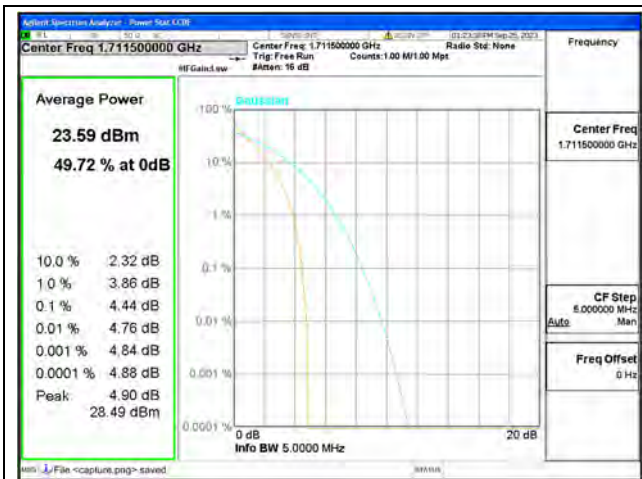 Agilent Spectrum Analyzer - Power Stat CCDF
Center Freq 1.711500000 GHz
Center Freq: 1.711500000 GHz
Radio Std: None
Trig: Free Run
Counts:1.00 M/1.00 Mpt
#IFGain:Low
#Atten: 16 dB
01:23:38 PM Sep 25, 2023
Frequency
Average Power
23.59 dBm
49.72 % at 0dB
10.0 % 2.32 dB
1.0 % 3.86 dB
0.1 % 4.44 dB
0.01 % 4.76 dB
0.001 % 4.84 dB
0.0001 % 4.88 dB
Peak 4.90 dB
28.49 dBm
100 %
Gaussian
10 %
1 %
0.1 %
0.01 %
0.001 %
0.0001 %
0 dB
20 dB
Info BW 5.0000 MHz
Center Freq
1.711500000 GHz
CF Step
5.000000 MHz
Auto Man
Freq Offset
0 Hz
MSG
File <capture.png> saved
STATUS